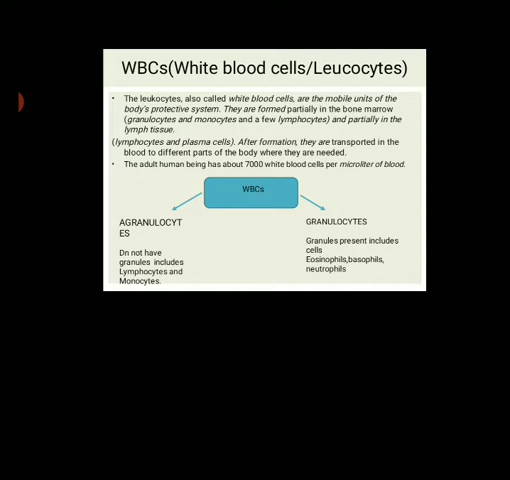 WBCs(White blood cells/Leucocytes)
• The leukocytes, also called white blood cells, are the mobile units of the
body's protective system. They are formed partially in the bone marrow
(granulocytes and monocytes and a few lymphocytes) and partially in the
lymph tissue.
(lymphocytes and plasma cells). After formation, they are transported in the
blood to different parts of the body where they are needed.
• The adult human being has about 7000 white blood cells per microliter of blood.
WBCs
AGRANULOCYT
ES
Dn not have
granules includes
Lymphocytes and
Monocytes.
GRANULOCYTES
Granules present includes
cells
Eosinophils,basophils,
neutrophils